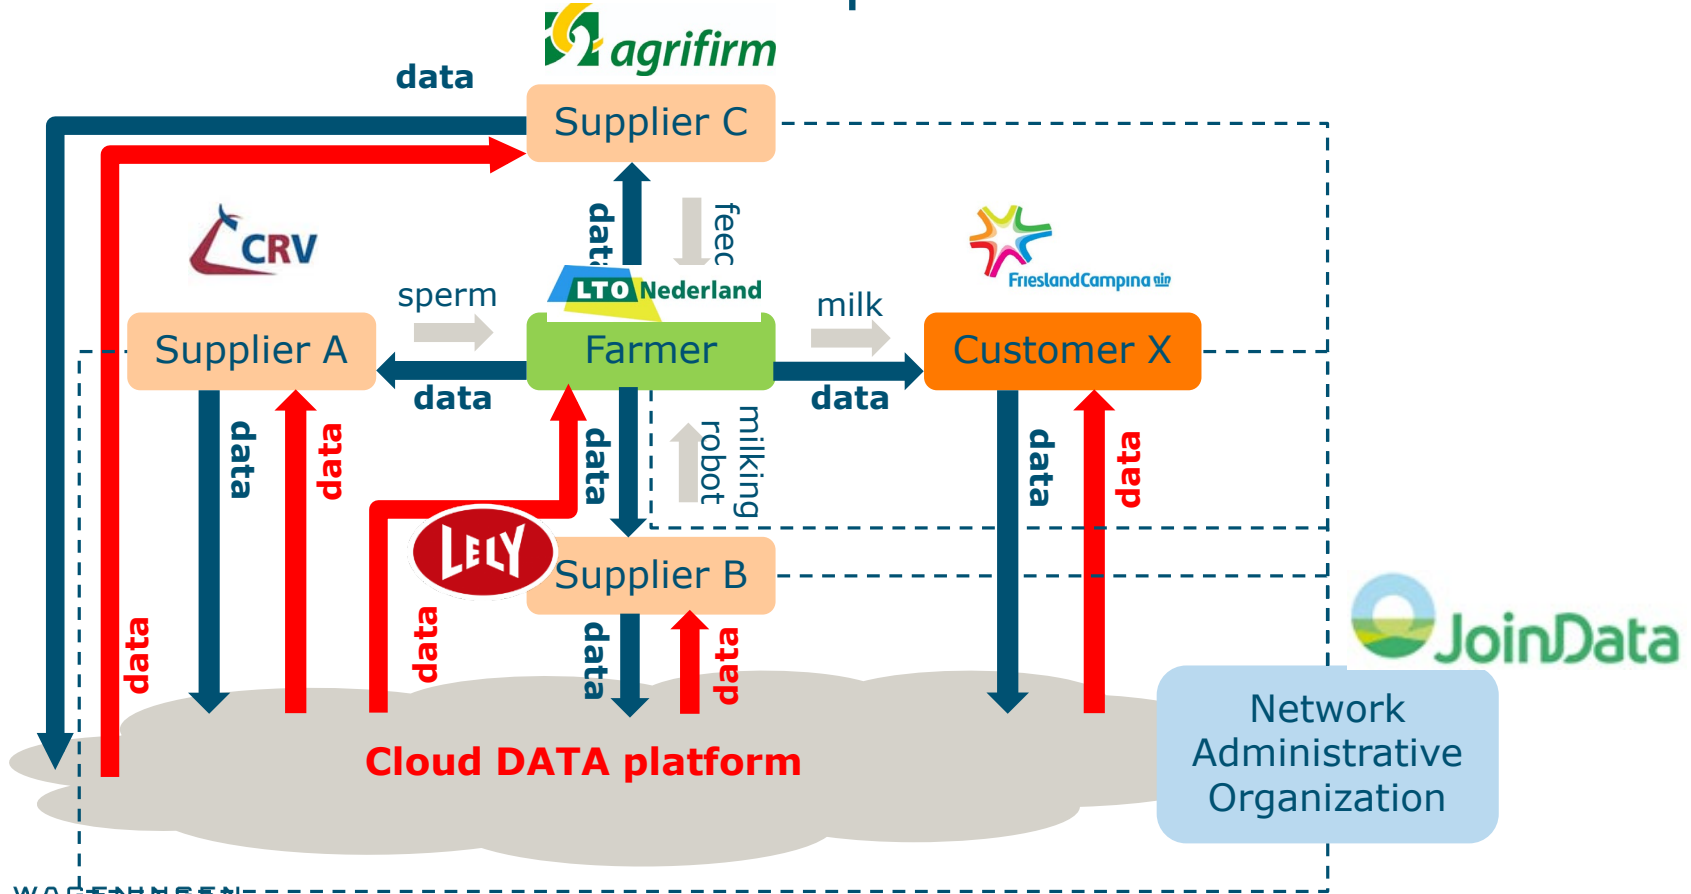 agrifirm
data
Supplier C
data
feed
CRV
FrieslandCampina
LTO Nederland
sperm
milk
Supplier A
Farmer
Customer X
data
data
data
data
data
milking
robot
data
data
LELY
Supplier B
data
data
data
data
JoinData
Network
Administrative
Organization
Cloud DATA platform